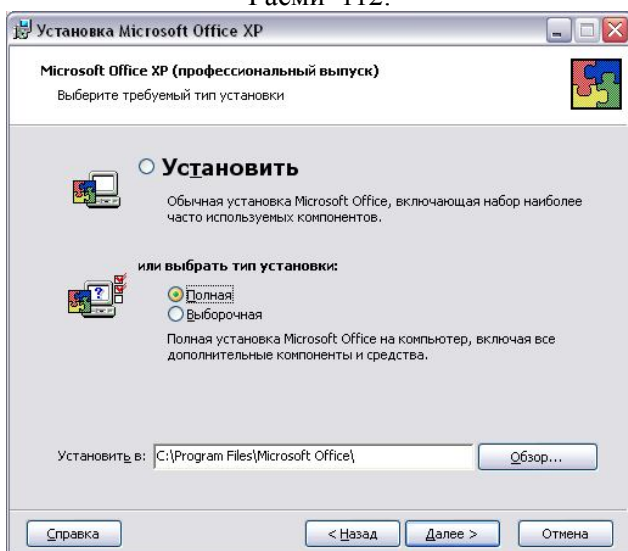 Расми 112.
Установка Microsoft Office XP
Microsoft Office XP (профессиональный выпуск)
Выберите требуемый тип установки
Установить
Обычная установка Microsoft Office, включающая набор наиболее
часто используемых компонентов.
или выбрать тип установки:
Полная
Выборочная
Полная установка Microsoft Office на компьютер, включая все
дополнительные компоненты и средства.
Установить в: C:\Program Files\Microsoft Office\ Обзор...
Справка < Назад Далее > Отмена